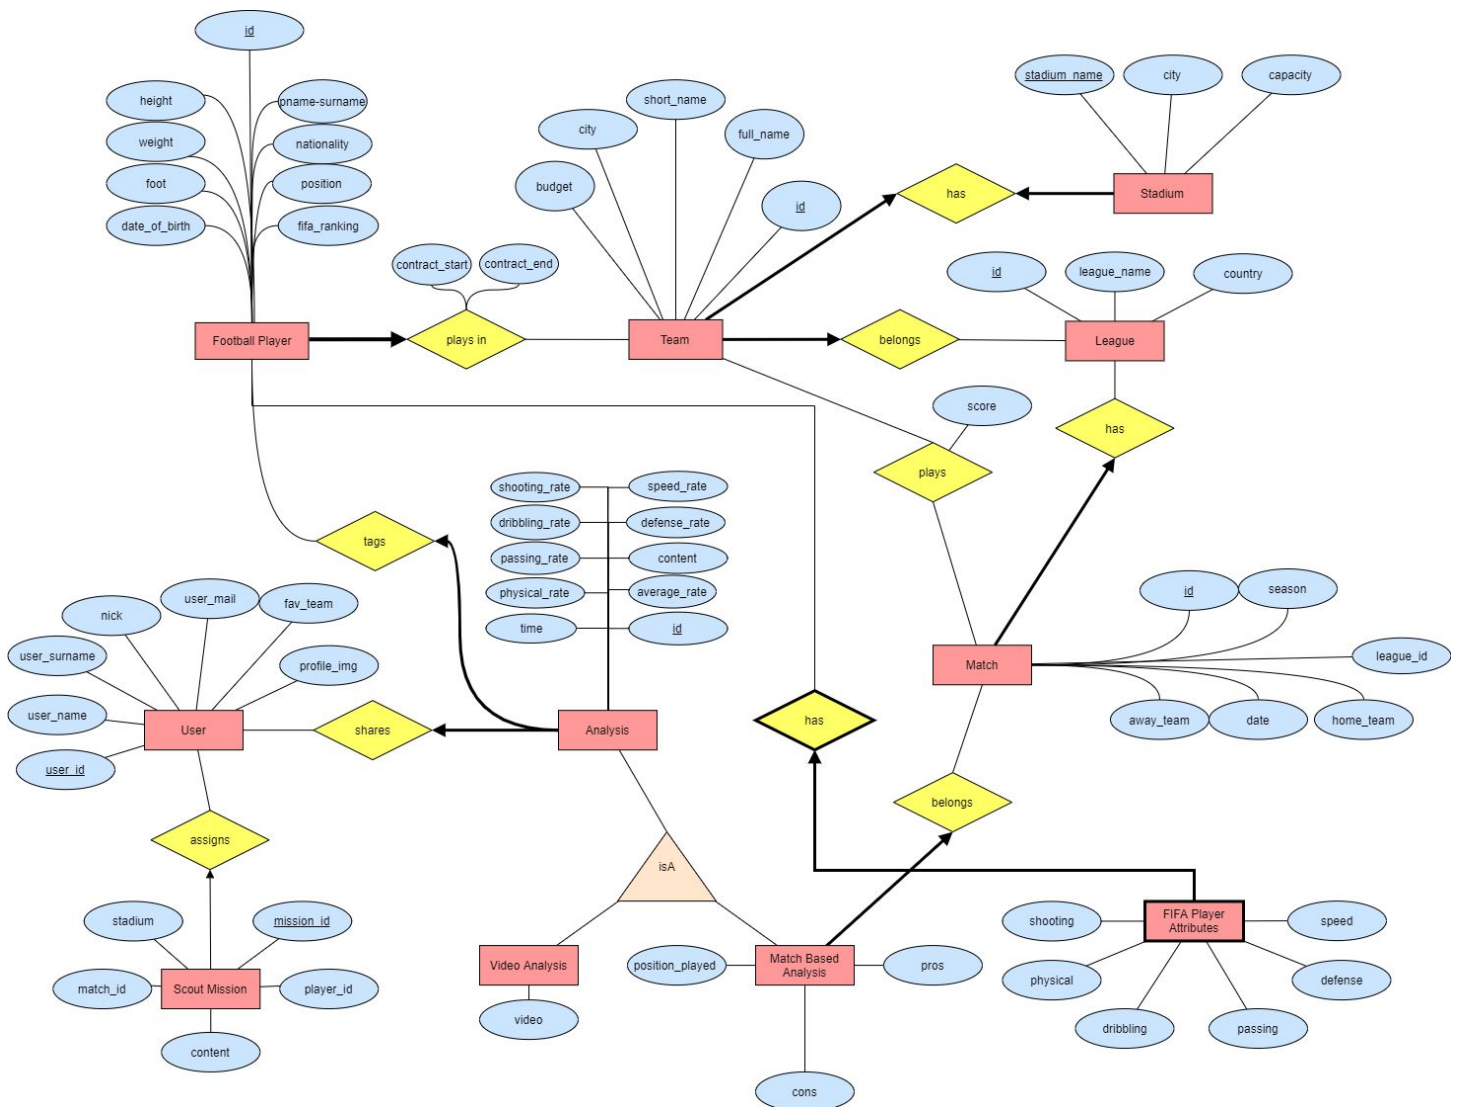 id
height
pname-surname
weight
nationality
foot
position
date_of_birth
fifa_ranking
contract_start
contract_end
Football Player
plays in
short_name
city
full_name
budget
id
Team
has
stadium_name
city
capacity
Stadium
id
league_name
country
belongs
League
score
has
plays
tags
shooting_rate
speed_rate
dribbling_rate
defense_rate
passing_rate
content
physical_rate
average_rate
time
id
nick
user_mail
fav_team
user_surname
profile_img
user_name
user_id
User
shares
Analysis
has
id
season
league_id
Match
away_team
date
home_team
belongs
assigns
isA
stadium
mission_id
match_id
Scout Mission
player_id
content
Video Analysis
video
position_played
Match Based
Analysis
pros
cons
shooting
FIFA Player
Attributes
speed
physical
defense
dribbling
passing